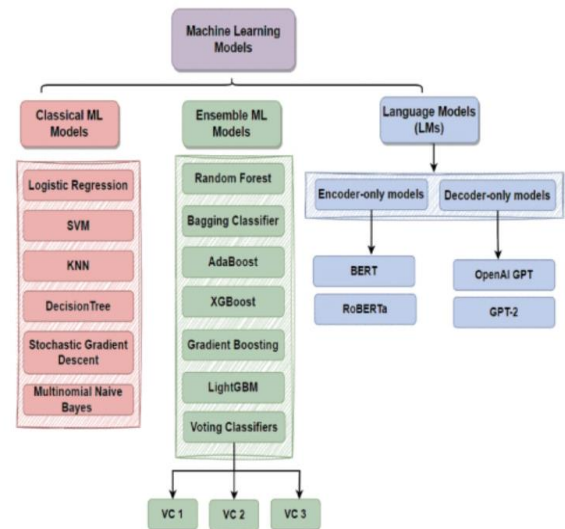 Machine Learning
Models
Classical ML
Models
Logistic Regression
SVM
KNN
DecisionTree
Stochastic Gradient
Descent
Multinomial Naive
Bayes
Ensemble ML
Models
Random Forest
Bagging Classifier
AdaBoost
XGBoost
Gradient Boosting
LightGBM
Voting Classifiers
VC 1
VC 2
VC 3
Language Models
(LMs)
Encoder-only models
Decoder-only models
BERT
RoBERTa
OpenAI GPT
GPT-2